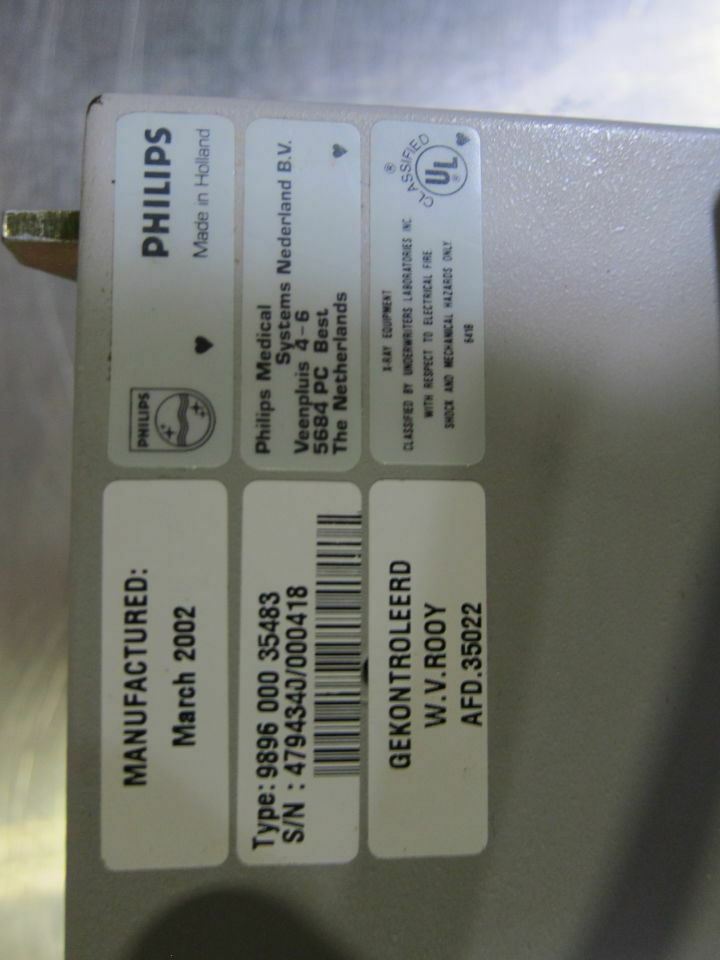 PHILIPS
PHILIPS
Made in Holland
Philips Medical
Systems Nederland B.V.
Veenpluis 4-6
5684 PC Best
The Netherlands
CLASSIFIED
®
UL
®
X-RAY EQUIPMENT
CLASSIFIED BY UNDERWRITERS LABORATORIES INC.
WITH RESPECT TO ELECTRICAL FIRE
SHOCK AND MECHANICAL HAZARDS ONLY.
641B
MANUFACTURED:
March 2002
Type: 9896 000 35483
S/N : 4794340/000418
GEKONTROLEERD
W.V.ROOY
AFD.35022